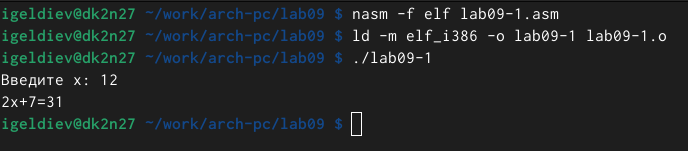 igeldiev@dk2n27 ~/work/arch-pc/lab09 $ nasm -f elf lab09-1.asm
igeldiev@dk2n27 ~/work/arch-pc/lab09 $ ld -m elf_i386 -o lab09-1 lab09-1.o
igeldiev@dk2n27 ~/work/arch-pc/lab09 $ ./lab09-1
Введите x: 12
2x+7=31
igeldiev@dk2n27 ~/work/arch-pc/lab09 $